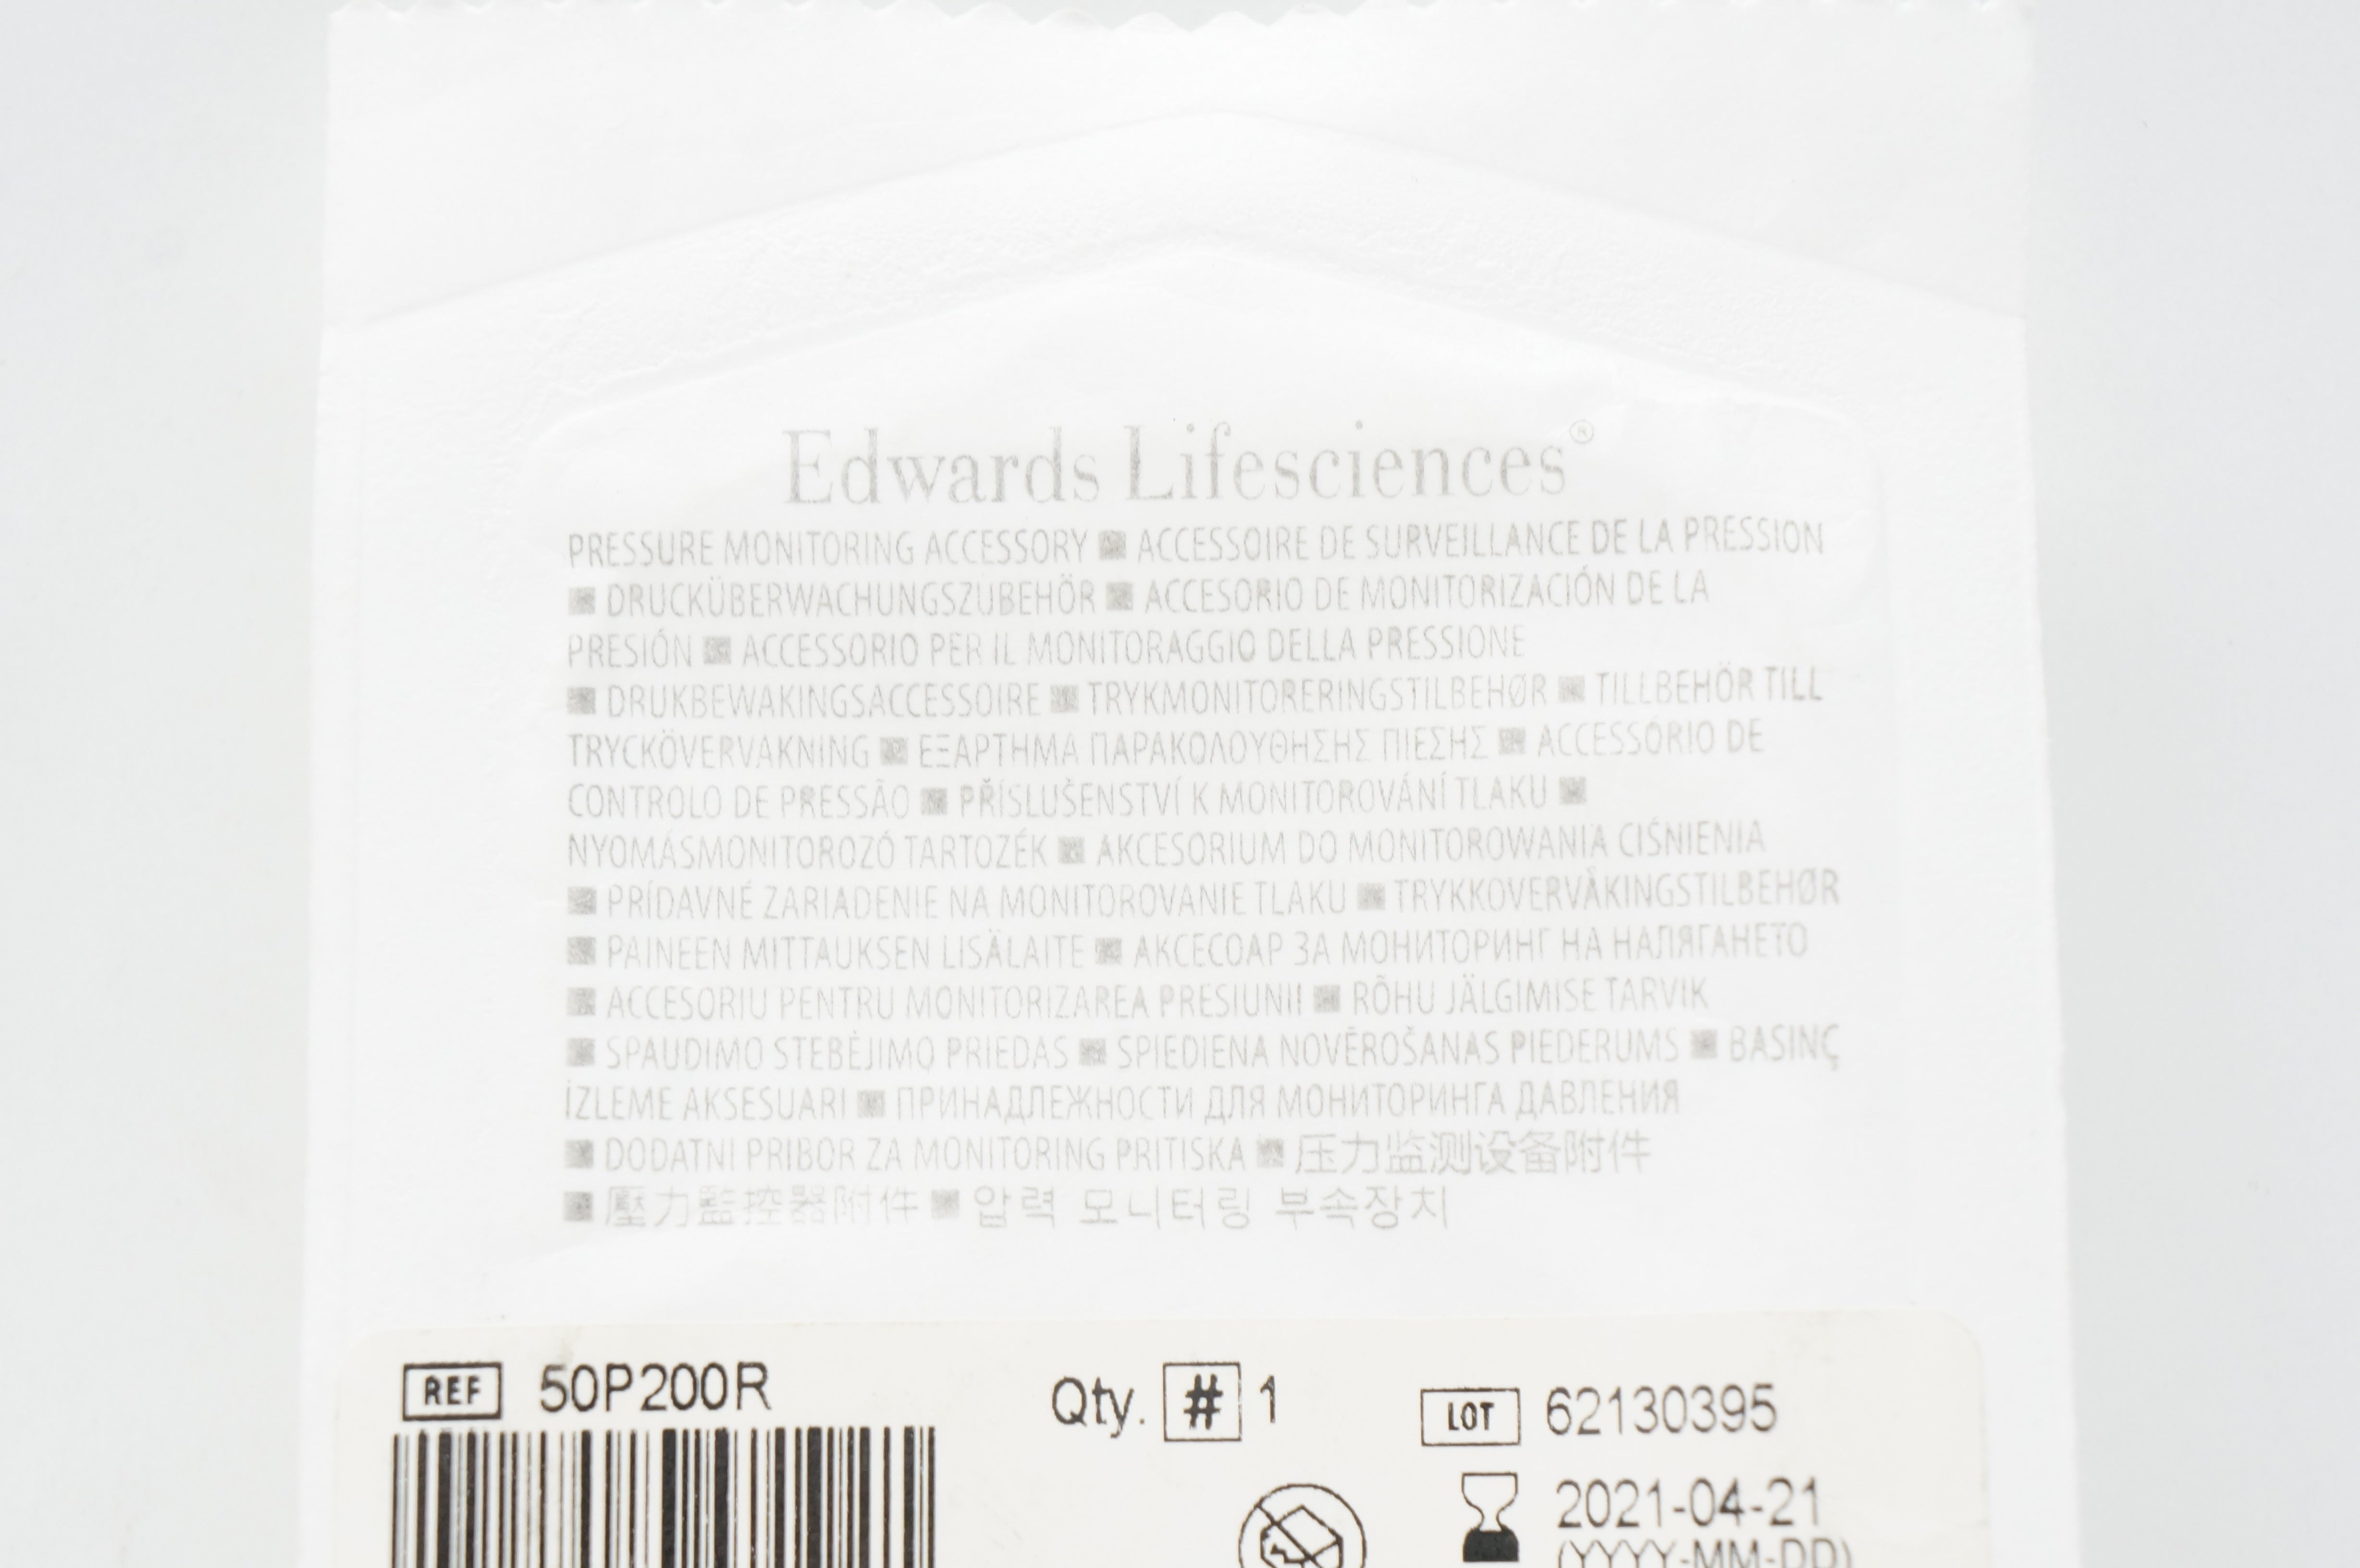 Edwards Lifesciences®
PRESSURE MONITORING ACCESSORY ■ ACCESSOIRE DE SURVEILLANCE DE LA PRESSION
■ DRUCKÜBERWACHUNGSZUBEHÖR ■ ACCESORIO DE MONITORIZACIÓN DE LA
PRESIÓN ■ ACCESSORIO PER IL MONITORAGGIO DELLA PRESSIONE
■ DRUKBEWAKINGSACCESSOIRE ■ TRYKMONITORERINGSTILBEHØR ■ TILLBEHÖR TILL
TRYCKÖVERVAKNING ■ ΕΞΑΡΤΗΜΑ ΠΑΡΑΚΟΛΟΥΘΗΣΗΣ ΠΙΕΣΗΣ ■ ACCESSÓRIO DE
CONTROLO DE PRESSÃO ■ PŘÍSLUŠENSTVÍ K MONITOROVÁNÍ TLAKU ■
NYOMÁSMONITOROZÓ TARTOZÉK ■ AKCESORIUM DO MONITOROWANIA CIŚNIENIA
■ PRÍDAVNÉ ZARIADENIE NA MONITOROVANIE TLAKU ■ TRYKKOVERVÅKINGSTILBEHØR
■ PAINEEN MITTAUKSEN LISÄLAITE ■ АКСЕСОАР ЗА МОНИТОРИНГ НА НАЛЯГАНЕТО
■ ACCESORIU PENTRU MONITORIZAREA PRESIUNII ■ RÕHU JÄLGIMISE TARVIK
■ SPAUDIMO STEBĖJIMO PRIEDAS ■ SPIEDIENA NOVĒROŠANAS PIEDERUMS ■ BASINÇ
İZLEME AKSESUARI ■ ПРИНАДЛЕЖНОСТИ ДЛЯ МОНИТОРИНГА ДАВЛЕНИЯ
■ DODATNI PRIBOR ZA MONITORING PRITISKA ■ 压力监测设备附件
■ 壓力監控器附件 ■ 압력 모니터링 부속장치
REF 50P200R Qty. # 1 LOT 62130395
2021-04-21
(YYYY-MM-DD)